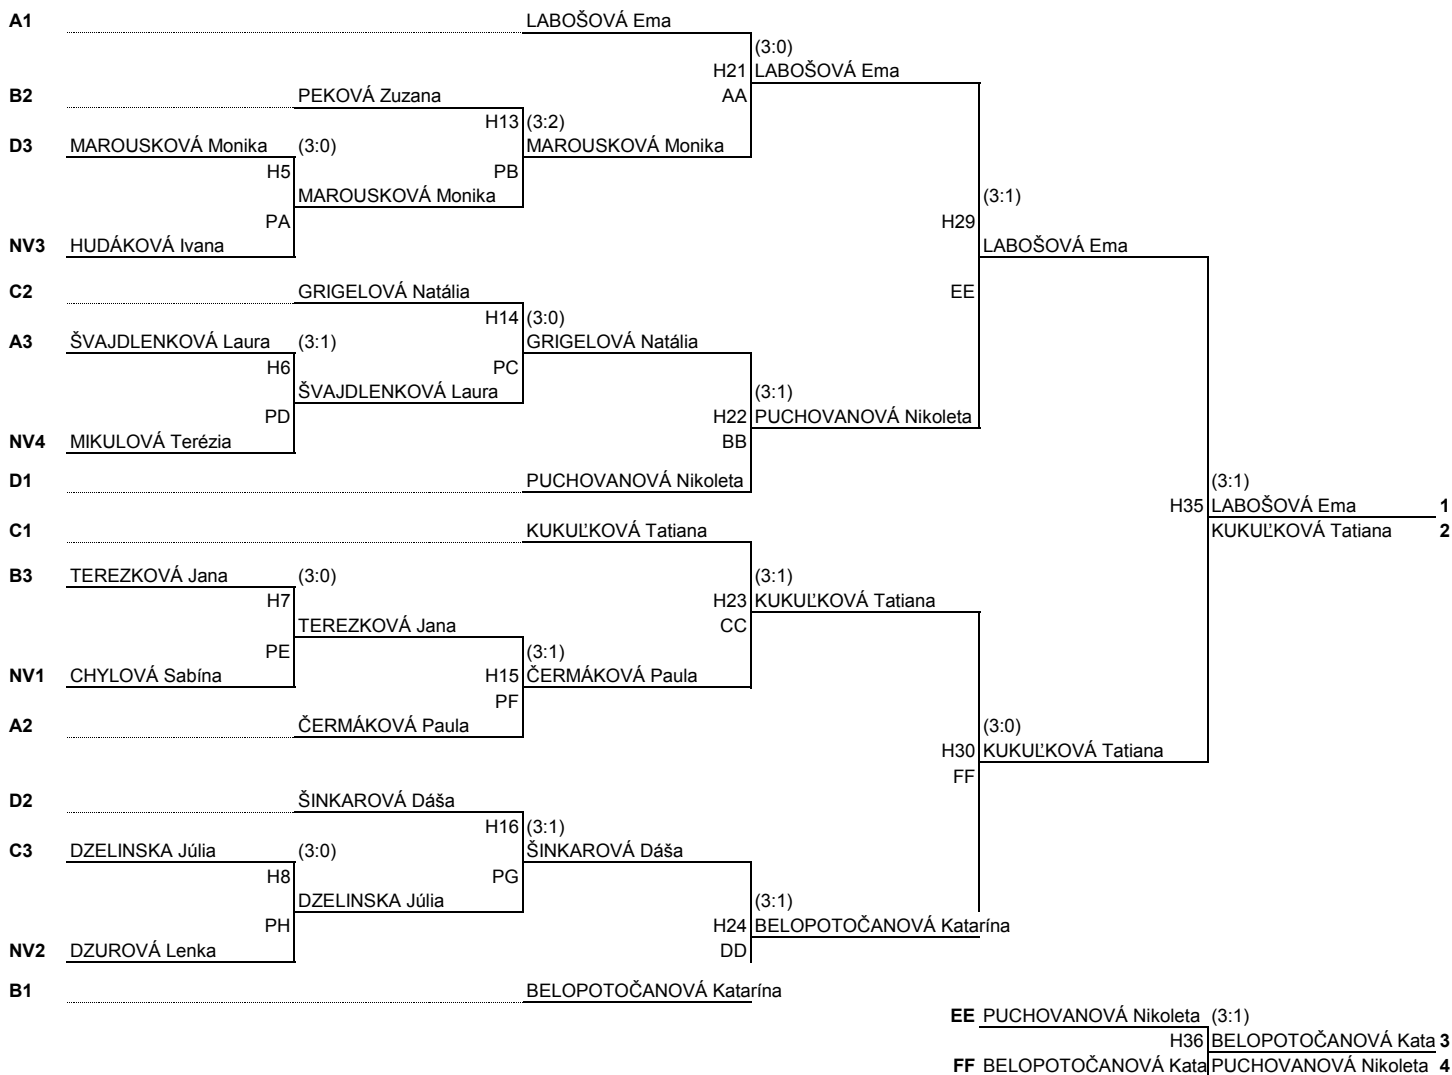 A1 LABOŠOVÁ Ema
(3:0)
H21 LABOŠOVÁ Ema
B2 PEKOVÁ Zuzana AA
H13 (3:2)
D3 MAROUSKOVÁ Monika (3:0) MAROUSKOVÁ Monika
H5 PB
MAROUSKOVÁ Monika (3:1)
PA H29
NV3 HUDÁKOVÁ Ivana LABOŠOVÁ Ema
C2 GRIGELOVÁ Natália EE
H14 (3:0)
A3 ŠVAJDLENKOVÁ Laura (3:1) GRIGELOVÁ Natália
H6 PC
ŠVAJDLENKOVÁ Laura (3:1)
PD H22 PUCHOVANOVÁ Nikoleta
NV4 MIKULOVÁ Terézia BB
D1 PUCHOVANOVÁ Nikoleta (3:1)
H35 LABOŠOVÁ Ema 1
C1 KUKUĽKOVÁ Tatiana KUKUĽKOVÁ Tatiana 2
B3 TEREZKOVÁ Jana (3:0) (3:1)
H7 H23 KUKUĽKOVÁ Tatiana
TEREZKOVÁ Jana CC
PE (3:1)
NV1 CHYLOVÁ Sabína H15 ČERMÁKOVÁ Paula
PF
A2 ČERMÁKOVÁ Paula (3:0)
H30 KUKUĽKOVÁ Tatiana
FF
D2 ŠINKAROVÁ Dáša
H16 (3:1)
C3 DZELINSKA Júlia (3:0) ŠINKAROVÁ Dáša
H8 PG
DZELINSKA Júlia (3:1)
PH H24 BELOPOTOČANOVÁ Katarína
NV2 DZUROVÁ Lenka DD
B1 BELOPOTOČANOVÁ Katarína
EE PUCHOVANOVÁ Nikoleta (3:1)
H36 BELOPOTOČANOVÁ Kata 3
FF BELOPOTOČANOVÁ Kata PUCHOVANOVÁ Nikoleta 4